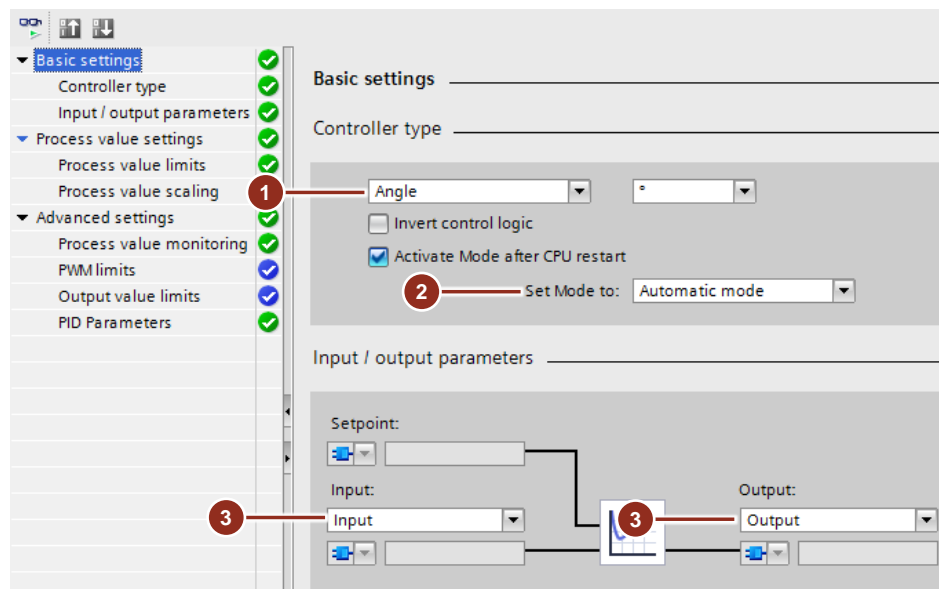 Basic settings
Controller type
Input / output parameters
Process value settings
Process value limits
Process value scaling
Advanced settings
Process value monitoring
PWM limits
Output value limits
PID Parameters
Basic settings
Controller type
1
Angle
°
Invert control logic
Activate Mode after CPU restart
2
Set Mode to:
Automatic mode
Input / output parameters
Setpoint:
Input:
Output:
3
Input
3
Output